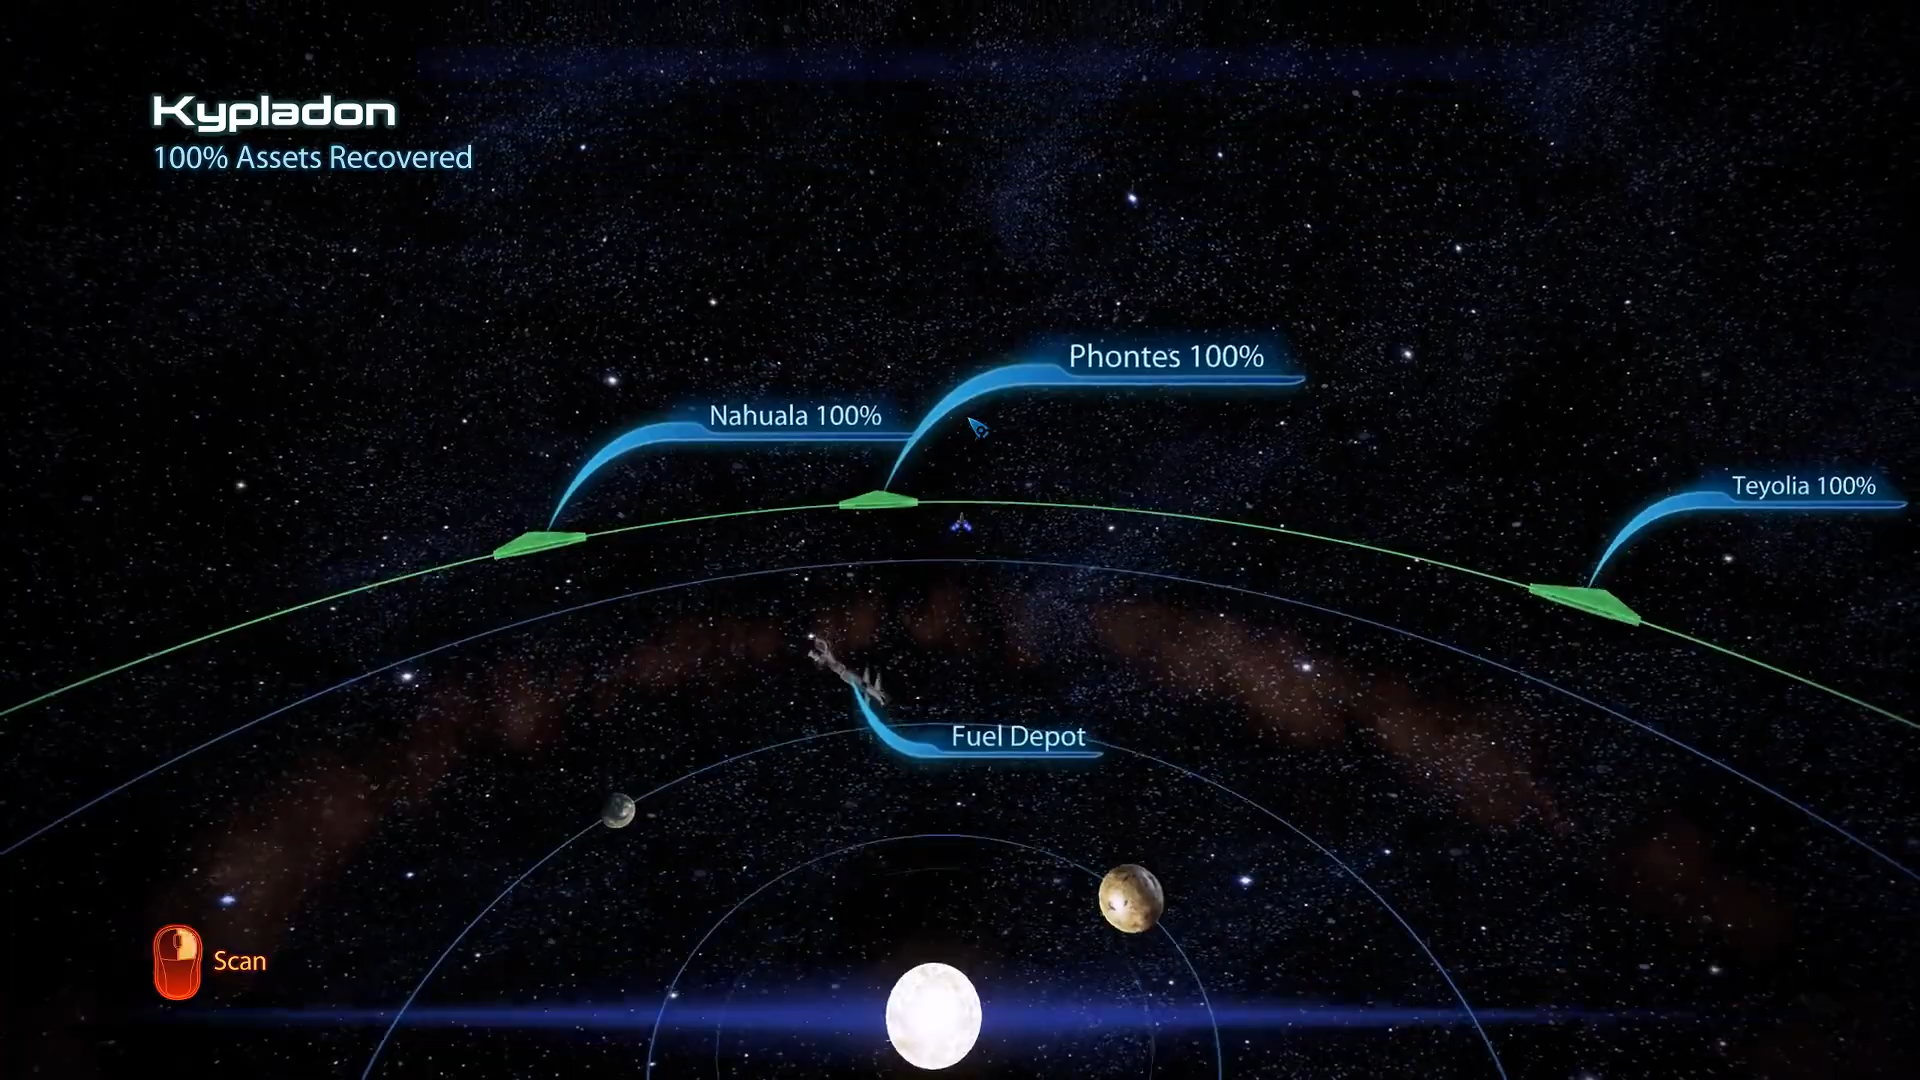 Kypladon
100% Assets Recovered
Phontes 100%
Nahuala 100%
Teyolia 100%
Fuel Depot
Scan